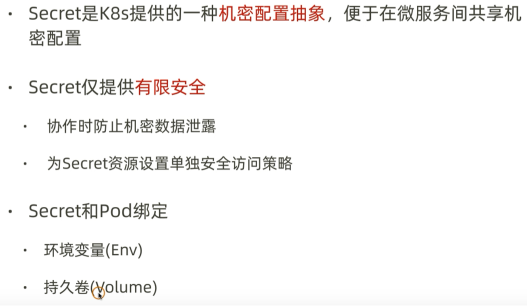 • Secret是K8s提供的一种机密配置抽象，便于在微服务间共享机
密配置
• Secret仅提供有限安全
• 协作时防止机密数据泄露
• 为Secret资源设置单独安全访问策略
• Secret和Pod绑定
• 环境变量(Env)
• 持久卷(Volume)